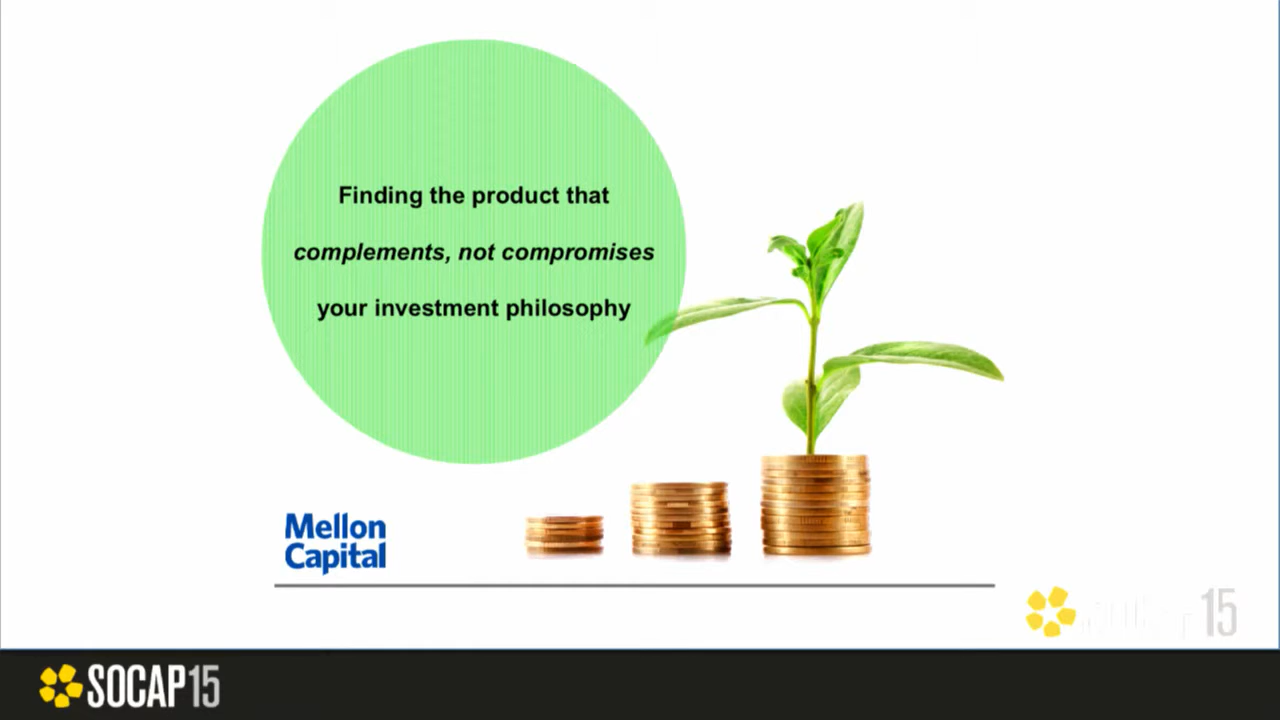 Finding the product that
complements, not compromises
your investment philosophy
Mellon
Capital
15
SOCAP15